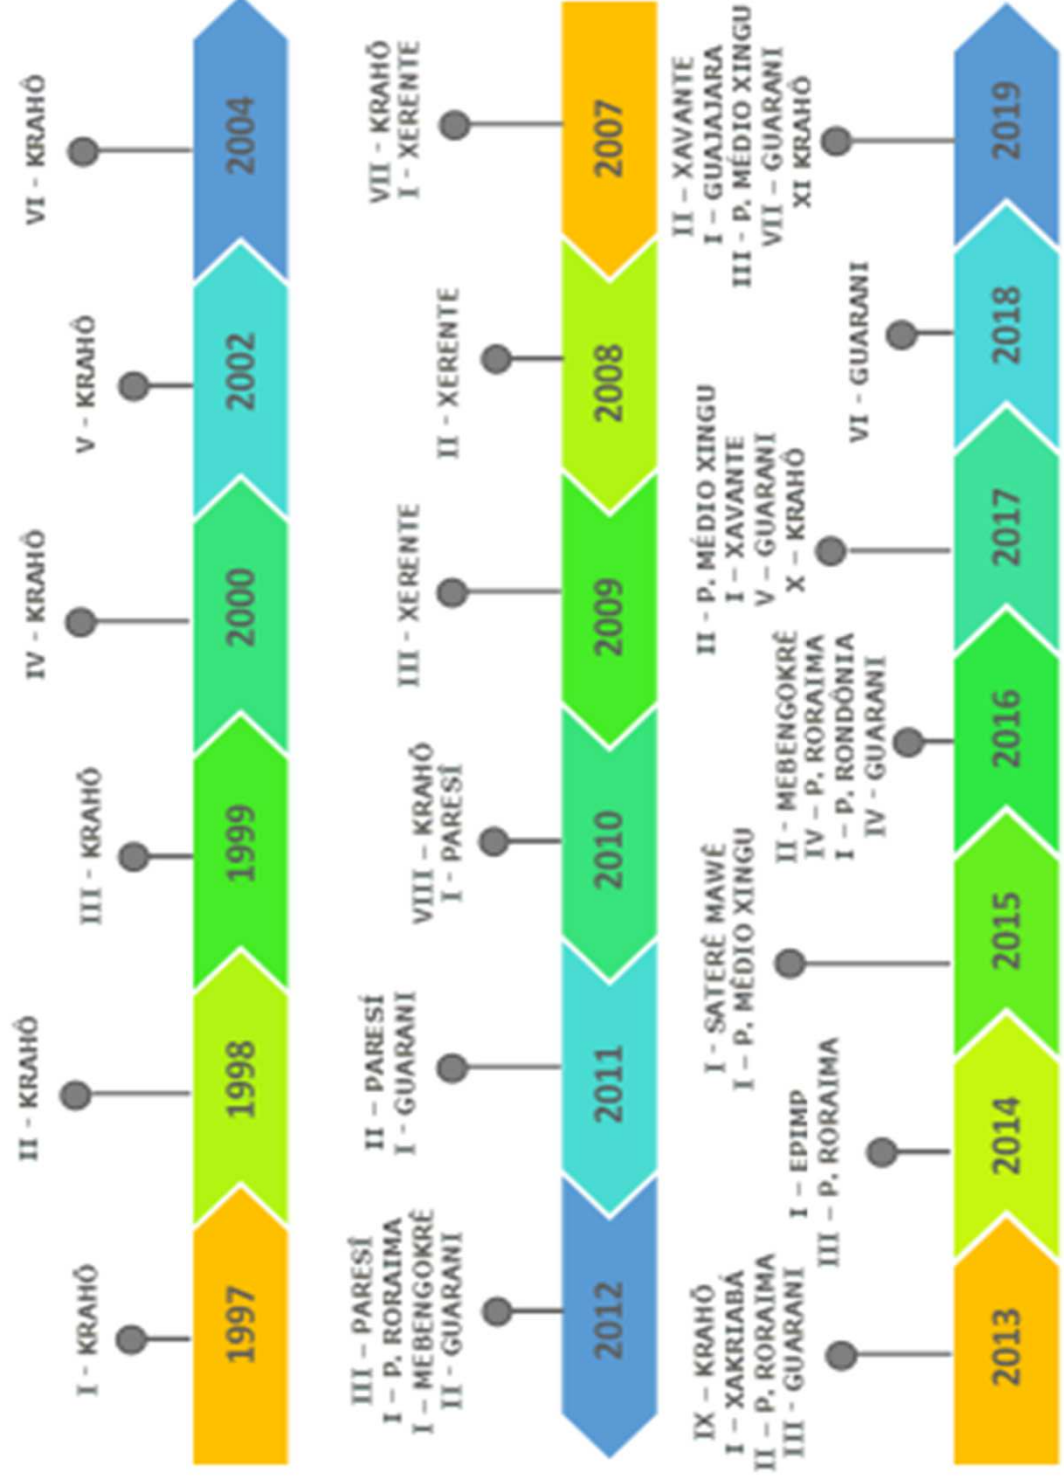 I - KRAHÔ
1997
II - KRAHÔ
1998
III - KRAHÔ
1999
IV - KRAHÔ
2000
V - KRAHÔ
2002
VI - KRAHÔ
2004
VII - KRAHÔ
I - XERENTE
2007
II - XERENTE
2008
III - XERENTE
2009
VIII – KRAHÔ
I - PARESÍ
2010
II – PARESÍ
I - GUARANI
2011
III – PARESÍ
I – P. RORAIMA
I – MEBENGOKRÊ
II - GUARANI
2012
IX – KRAHÔ
I – XAKRIABÁ
II – P. RORAIMA
III - GUARANI
2013
I – EPIMP
III – P. RORAIMA
2014
I - SATERÉ MAWÉ
I – P. MÉDIO XINGU
2015
II - MEBENGOKRÊ
IV – P. RORAIMA
I – P. RONDÔNIA
IV - GUARANI
2016
II - P. MÉDIO XINGU
I – XAVANTE
V – GUARANI
X – KRAHÔ
2017
VI - GUARANI
2018
II – XAVANTE
I – GUAJAJARA
III - P. MÉDIO XINGU
VII – GUARANI
XI KRAHÔ
2019